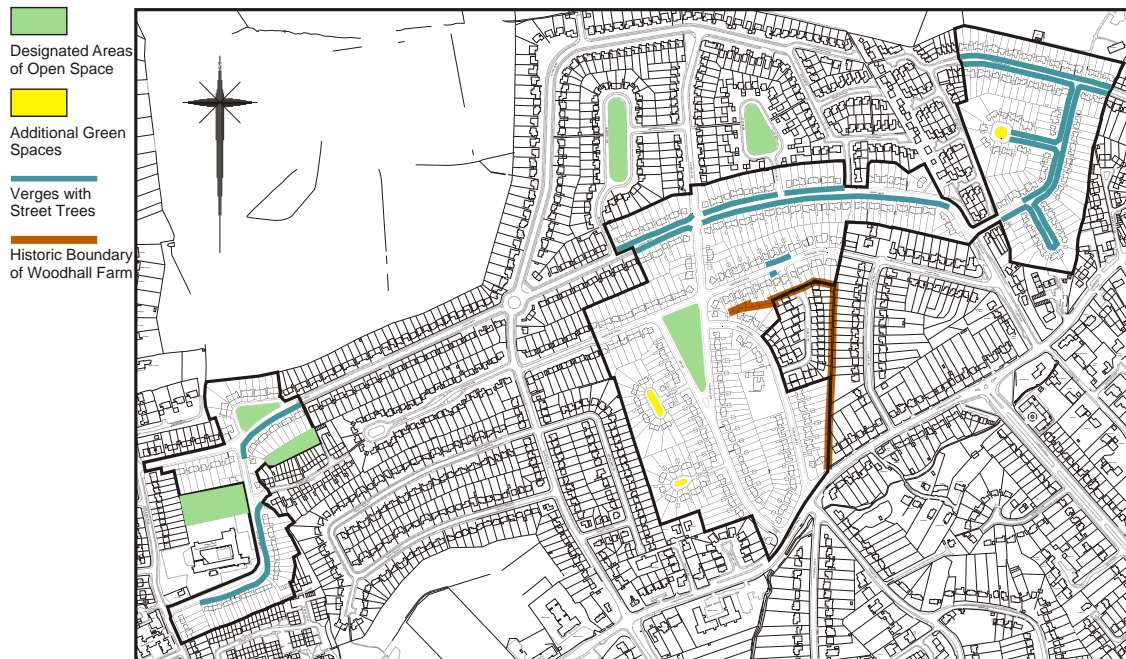 Designated Areas
of Open Space
Additional Green
Spaces
Verges with
Street Trees
Historic Boundary
of Woodhall Farm